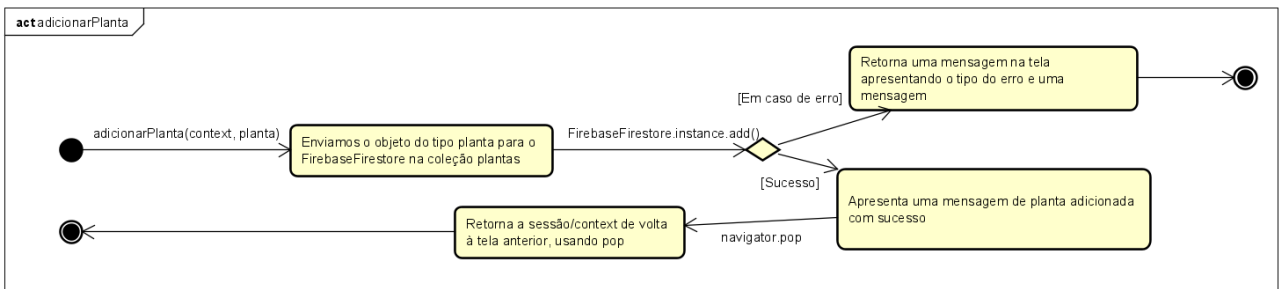 act adicionarPlanta
Retorna uma mensagem na tela
apresentando o tipo do erro e uma
mensagem
[Em caso de erro]
adicionarPlanta(context, planta)
Enviamos o objeto do tipo planta para o
FirebaseFirestore na coleção plantas
FirebaseFirestore.instance.add()
[Sucesso]
Apresenta uma mensagem de planta adicionada
com sucesso
navigator.pop
Retorna a sessão/context de volta
à tela anterior, usando pop